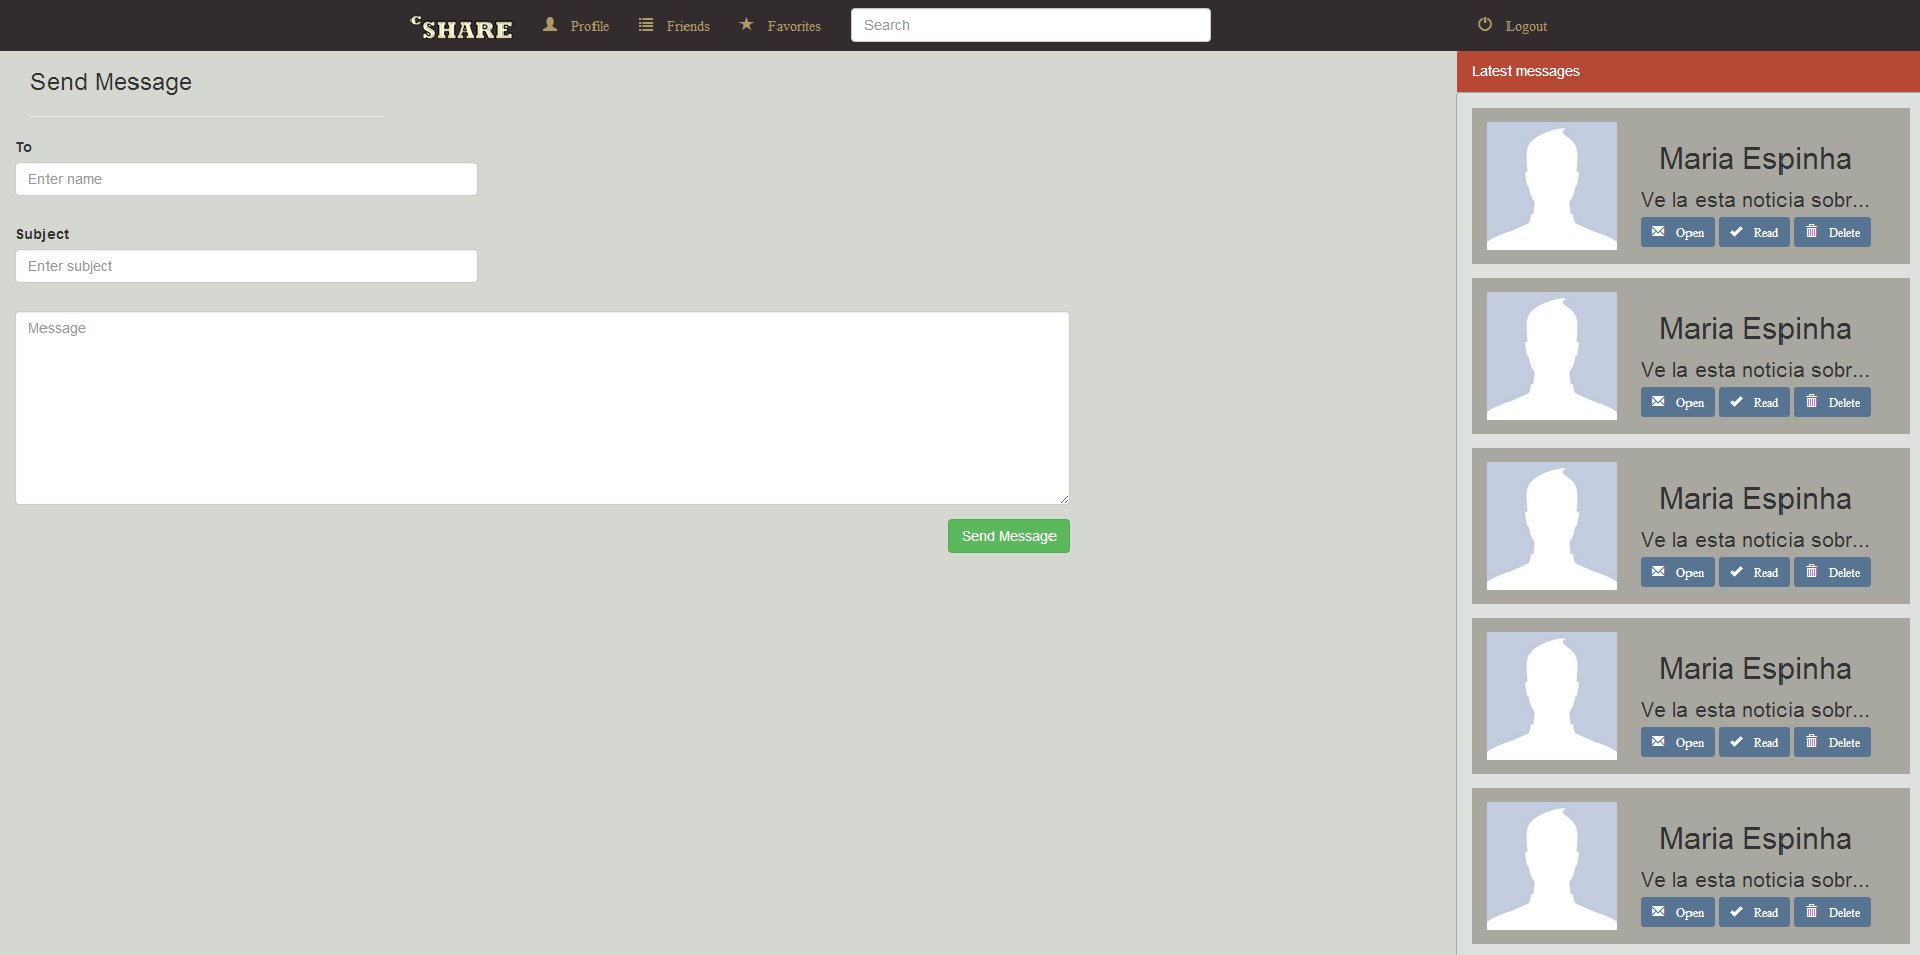 c SHARE Profile Friends Favorites Search Logout
Send Message
To
Enter name
Subject
Enter subject
Message
Send Message
Latest messages
Maria Espinha
Ve la esta noticia sobr...
Open Read Delete
Maria Espinha
Ve la esta noticia sobr...
Open Read Delete
Maria Espinha
Ve la esta noticia sobr...
Open Read Delete
Maria Espinha
Ve la esta noticia sobr...
Open Read Delete
Maria Espinha
Ve la esta noticia sobr...
Open Read Delete